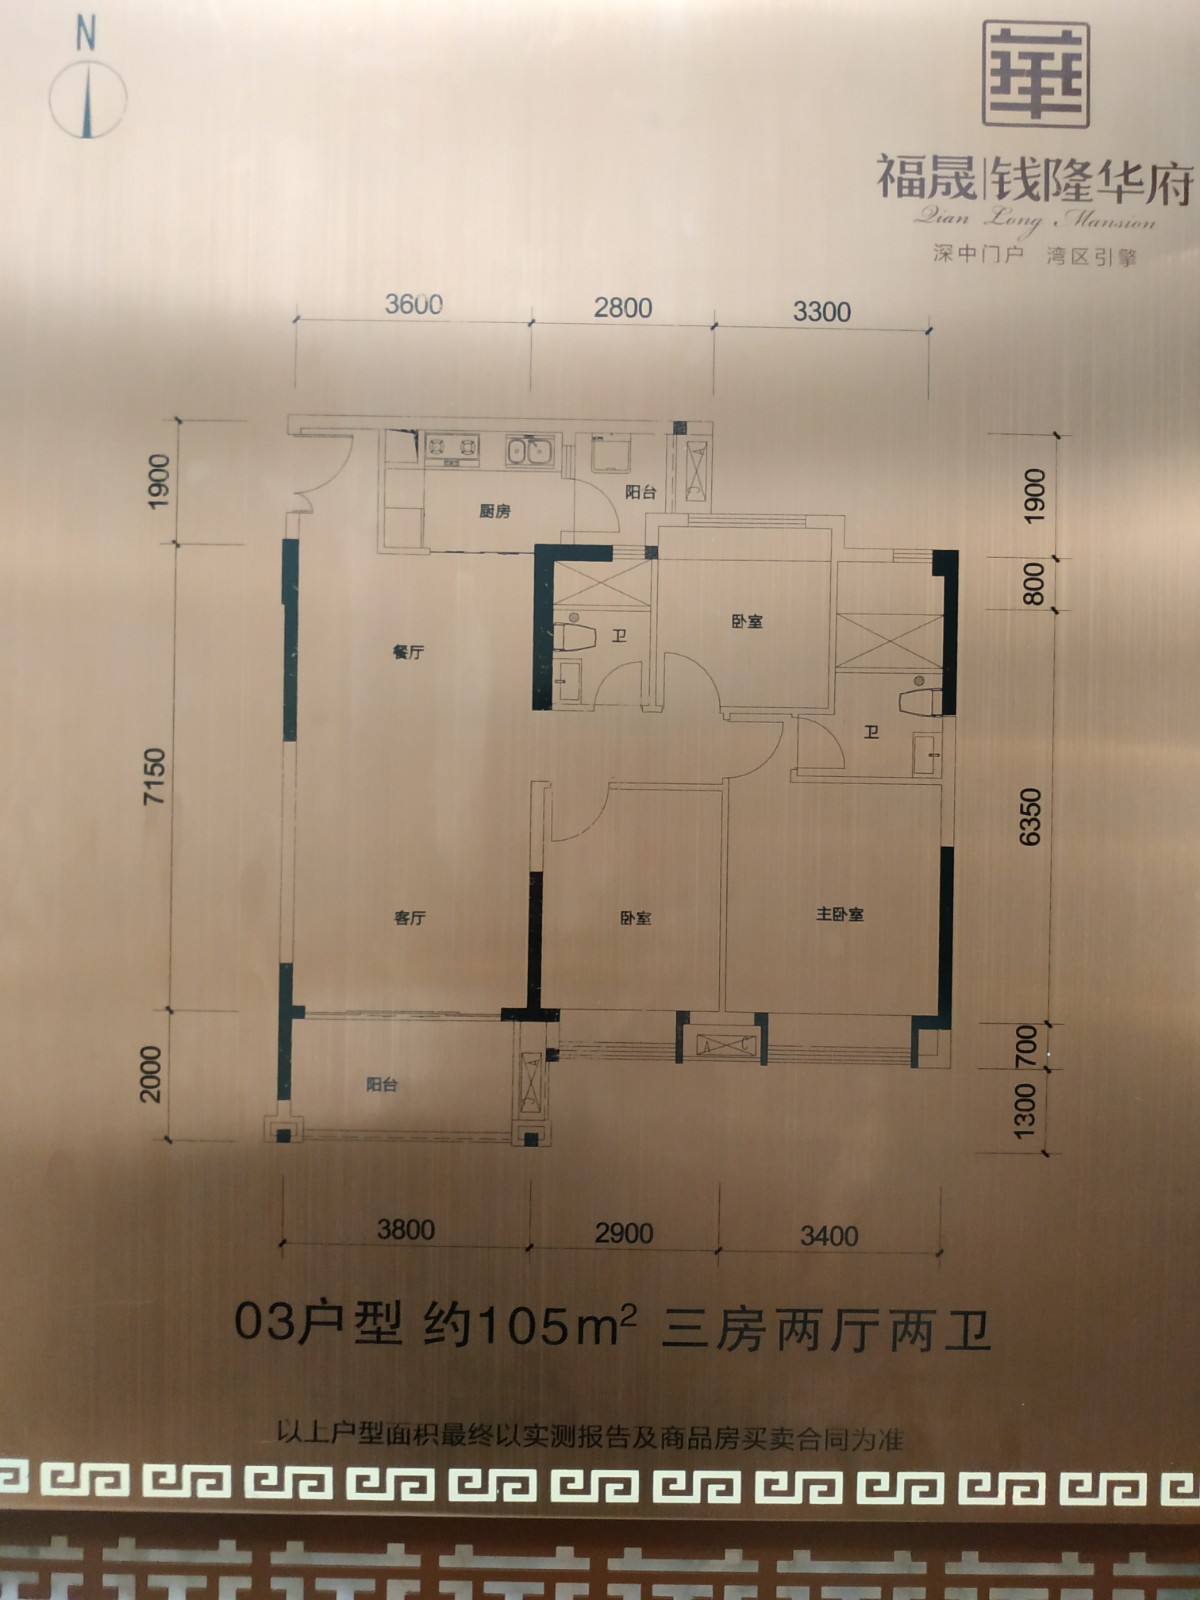 N
華
福晟|钱隆华府
Qian Long Mansion
深中门户 湾区引擎
3600 2800 3300
1900
7150
2000
厨房
阳台
餐厅
卫
卧室
卫
客厅
卧室
主卧室
阳台
A C
A C
A C
1900
800
6350
700
1300
3800 2900 3400
03户型 约105m² 三房两厅两卫
以上户型面积最终以实测报告及商品房买卖合同为准